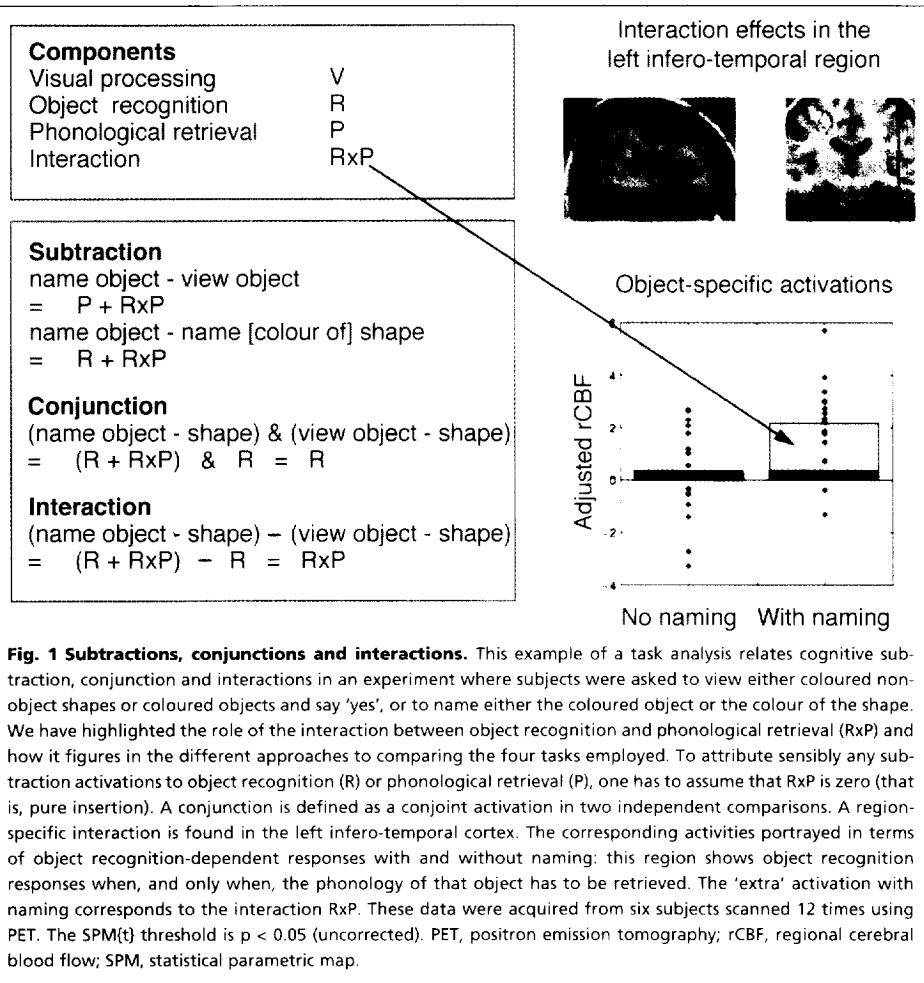 Components
Visual processing V
Object recognition R
Phonological retrieval P
Interaction RxP
Subtraction
name object - view object
= P + RxP
name object - name [colour of] shape
= R + RxP
Conjunction
(name object - shape) & (view object - shape)
= (R + RxP) & R = R
Interaction
(name object - shape) – (view object - shape)
= (R + RxP) – R = RxP
Interaction effects in the
left infero-temporal region
Object-specific activations
Adjusted rCBF
6
4
2
0
-2
-4
No naming With naming
Fig. 1 Subtractions, conjunctions and interactions. This example of a task analysis relates cognitive sub-
traction, conjunction and interactions in an experiment where subjects were asked to view either coloured non-
object shapes or coloured objects and say 'yes', or to name either the coloured object or the colour of the shape.
We have highlighted the role of the interaction between object recognition and phonological retrieval (RxP) and
how it figures in the different approaches to comparing the four tasks employed. To attribute sensibly any sub-
traction activations to object recognition (R) or phonological retrieval (P), one has to assume that RxP is zero (that
is, pure insertion). A conjunction is defined as a conjoint activation in two independent comparisons. A region-
specific interaction is found in the left infero-temporal cortex. The corresponding activities portrayed in terms
of object recognition-dependent responses with and without naming: this region shows object recognition
responses when, and only when, the phonology of that object has to be retrieved. The 'extra' activation with
naming corresponds to the interaction RxP. These data were acquired from six subjects scanned 12 times using
PET. The SPM{t} threshold is p < 0.05 (uncorrected). PET, positron emission tomography; rCBF, regional cerebral
blood flow; SPM, statistical parametric map.